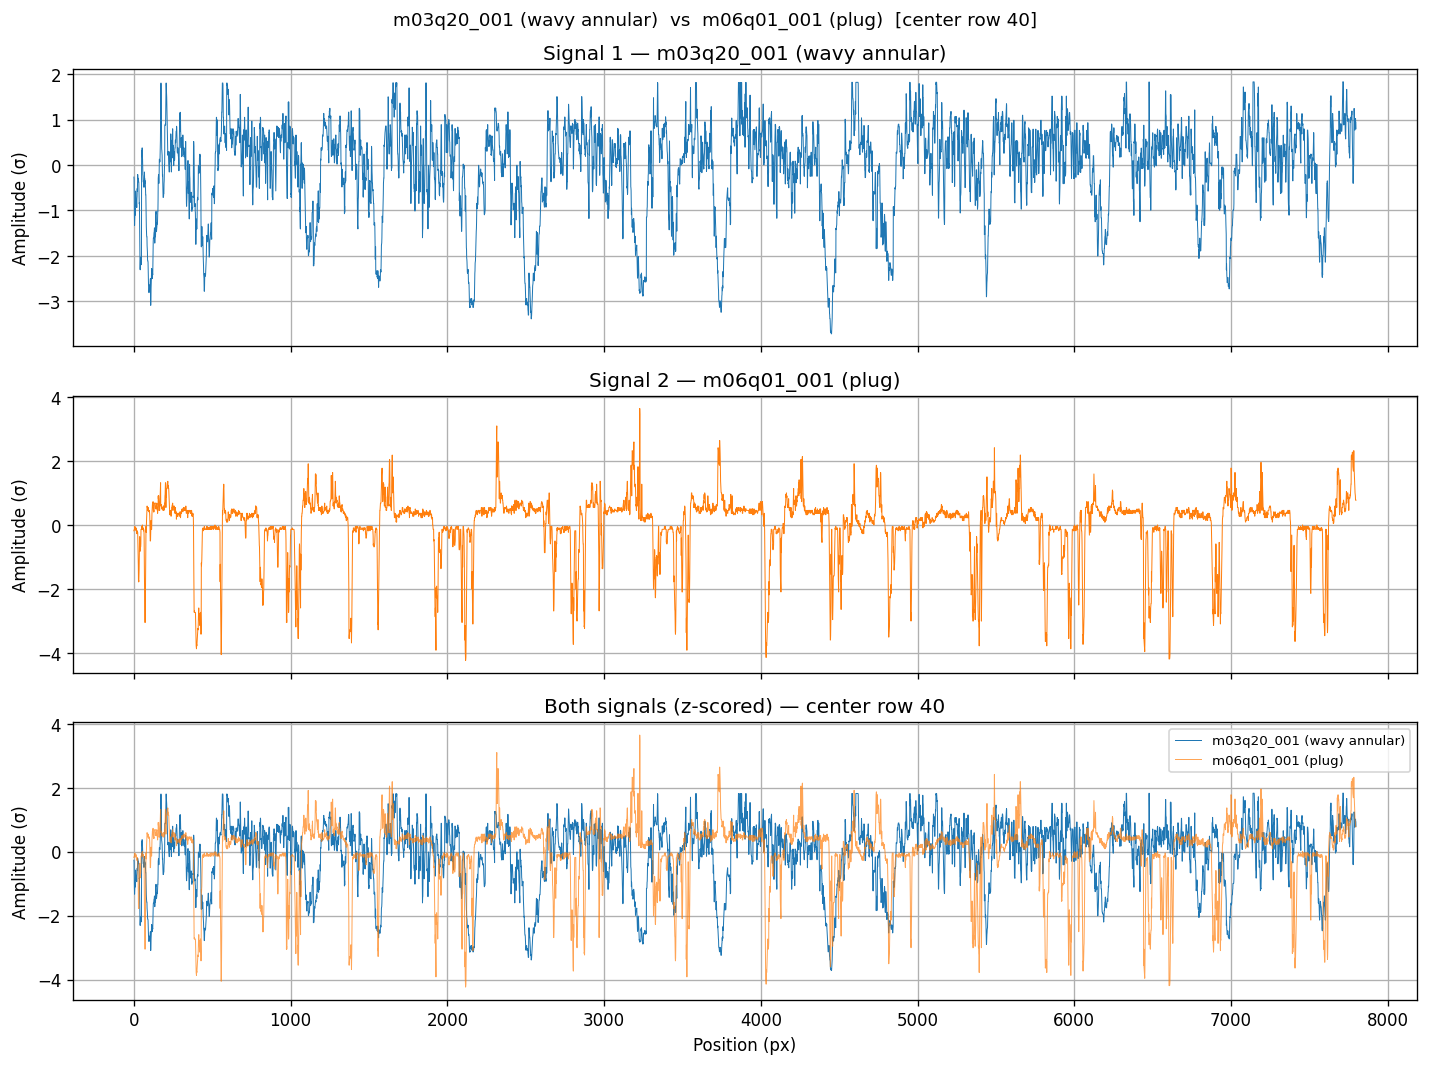 m03q20_001 (wavy annular)  vs  m06q01_001 (plug)  [center row 40]
Signal 1 — m03q20_001 (wavy annular)
2
1
0
−1
−2
−3
Amplitude (σ)
Signal 2 — m06q01_001 (plug)
4
2
0
−2
−4
Amplitude (σ)
Both signals (z-scored) — center row 40
m03q20_001 (wavy annular)
m06q01_001 (plug)
4
2
0
−2
−4
Amplitude (σ)
0 1000 2000 3000 4000 5000 6000 7000 8000
Position (px)